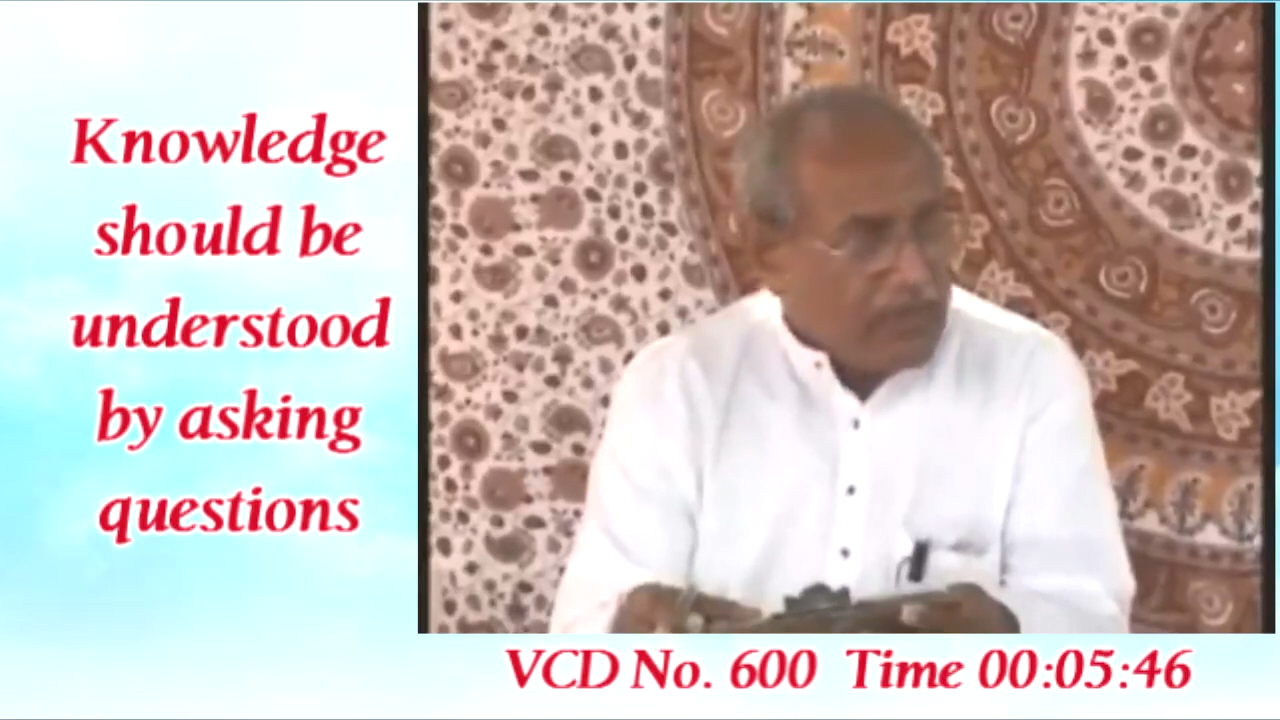 Knowledge
should be
understood
by asking
questions
VCD No. 600 Time 00:05:46